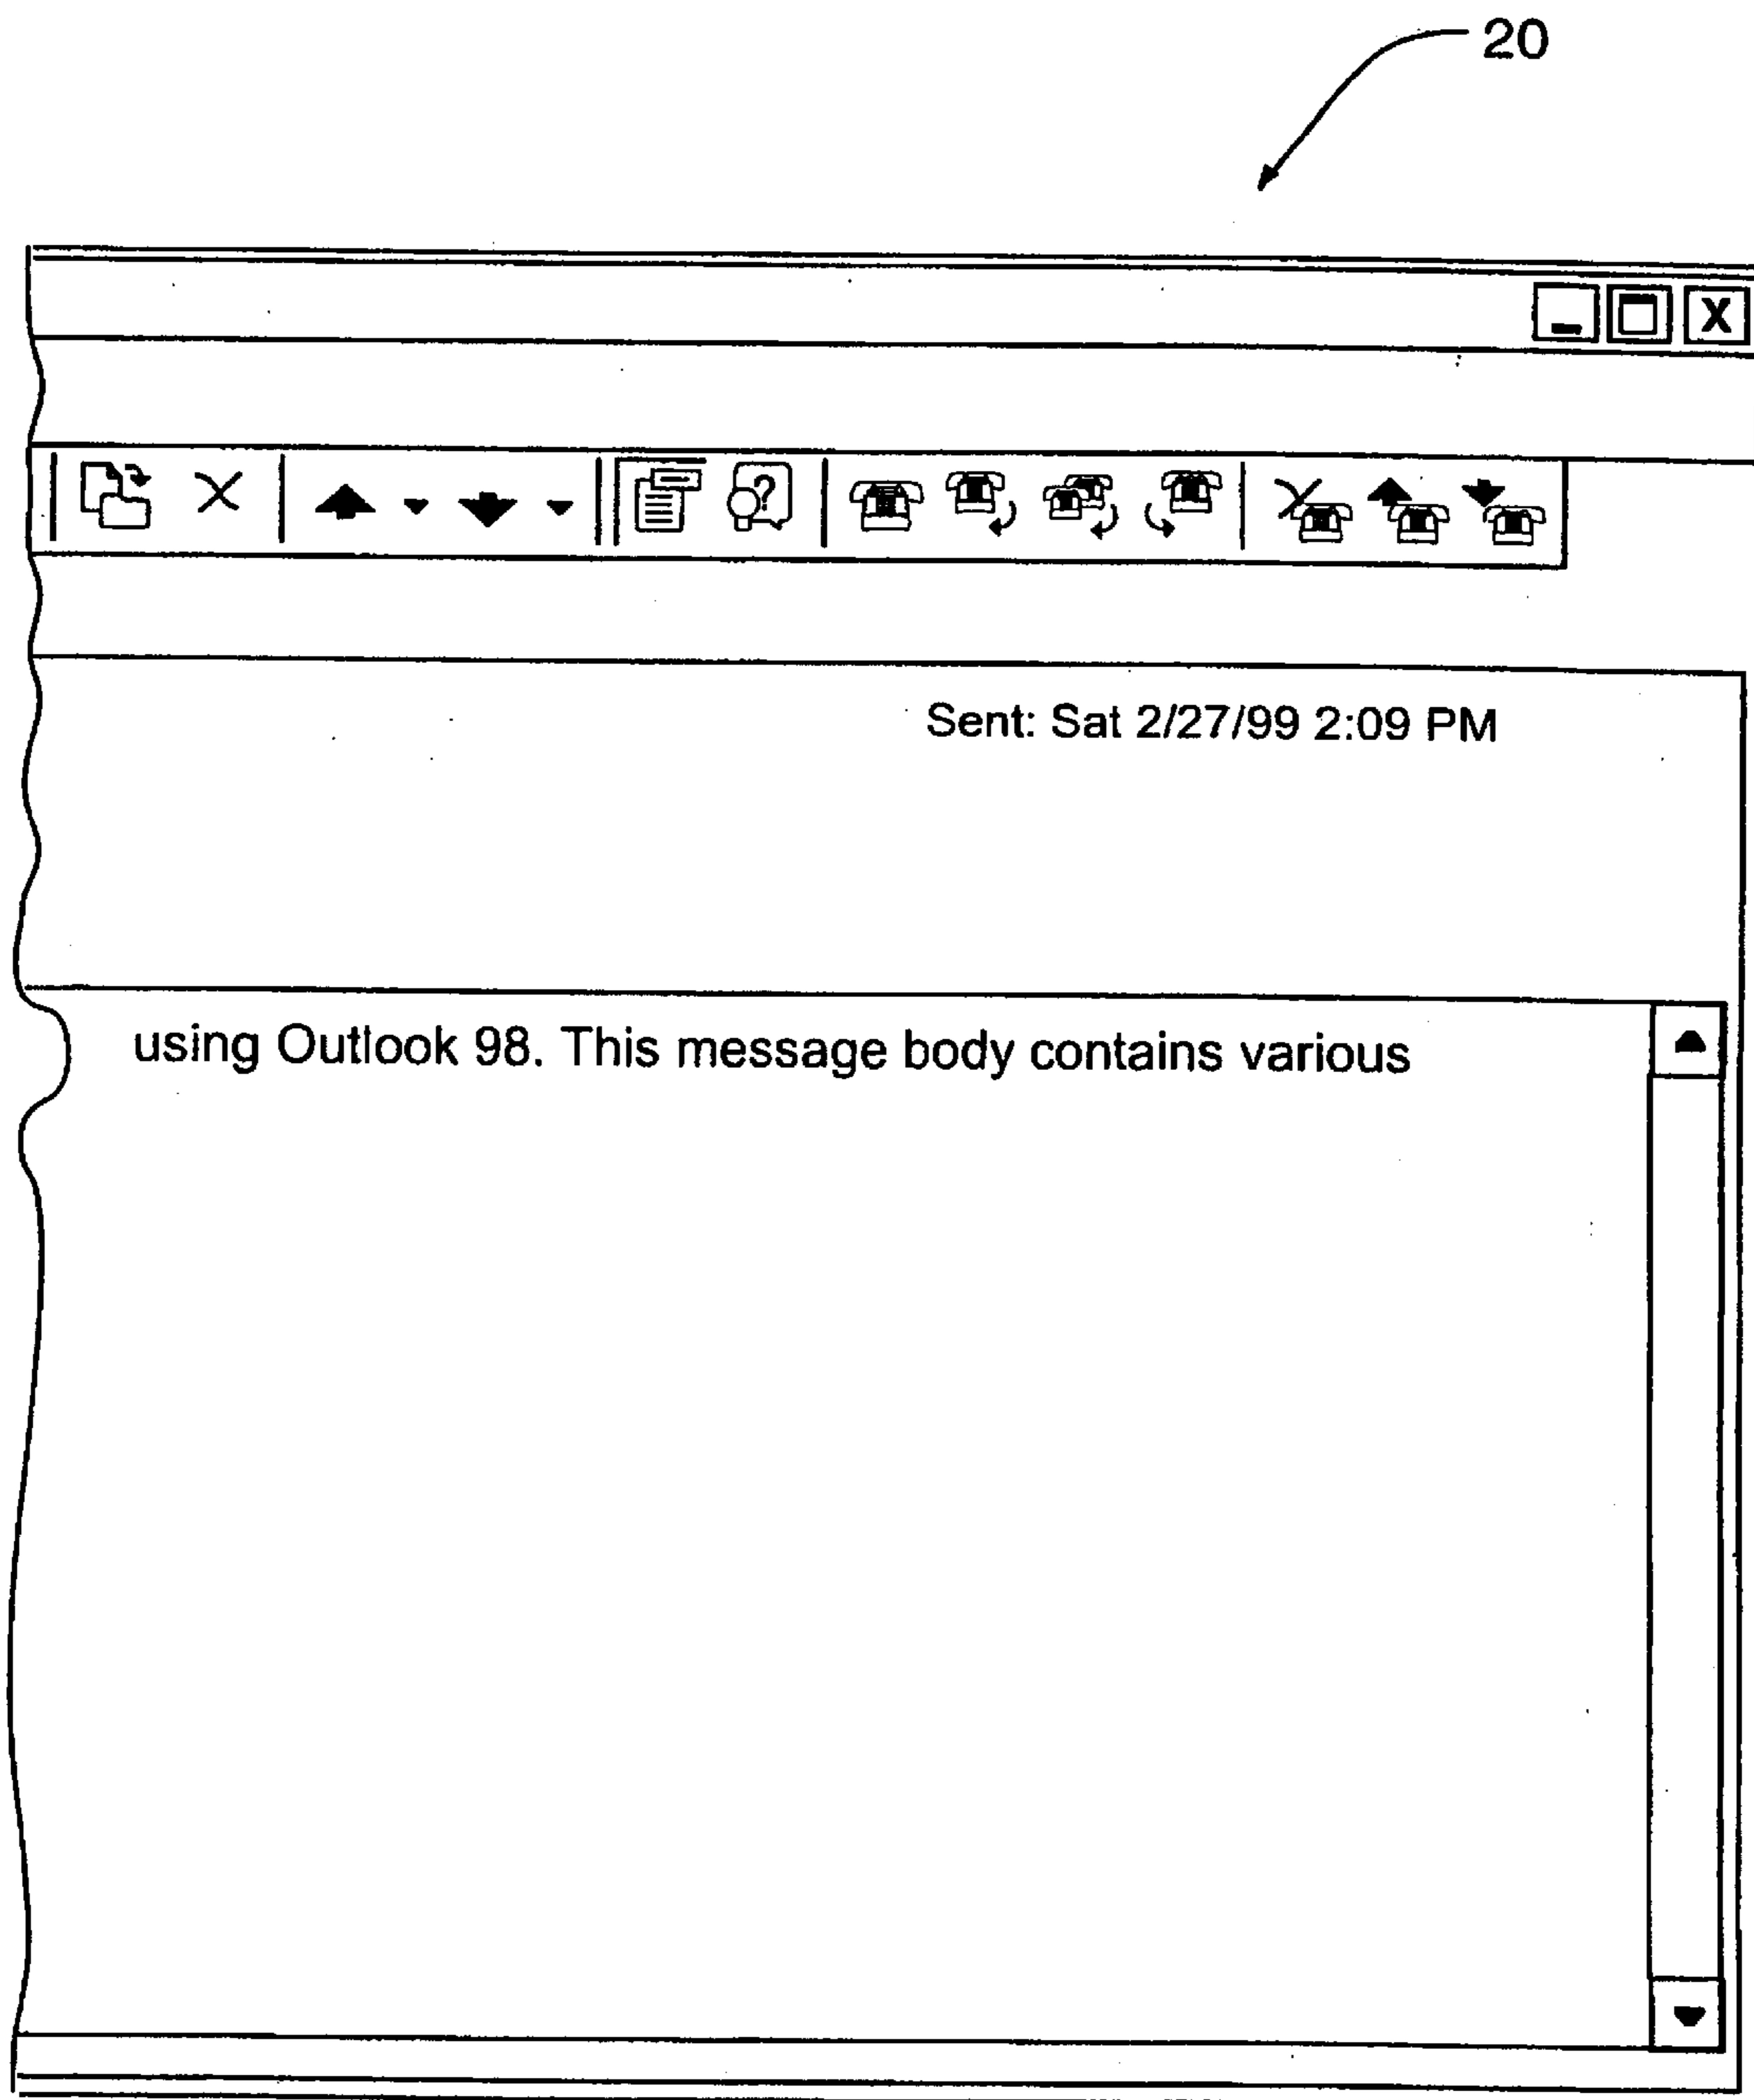 20
X
?
Sent: Sat 2/27/99 2:09 PM
using Outlook 98. This message body contains various